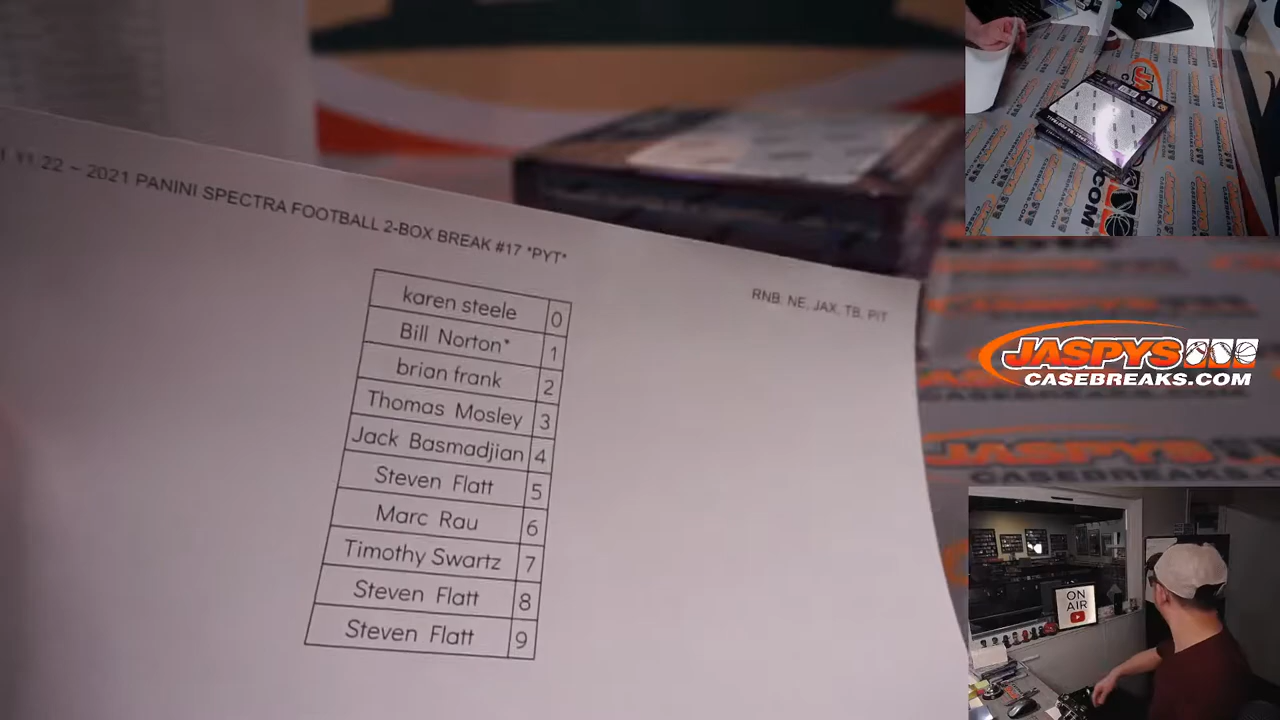 11 22 ~ 2021 PANINI SPECTRA FOOTBALL 2-BOX BREAK #17 *PYT*
RNB: NE, JAX, TB, PIT
karen steele 0
Bill Norton* 1
brian frank 2
Thomas Mosley 3
Jack Basmadjian 4
Steven Flatt 5
Marc Rau 6
Timothy Swartz 7
Steven Flatt 8
Steven Flatt 9
JASPYS
CASEBREAKS.COM
ON
AIR